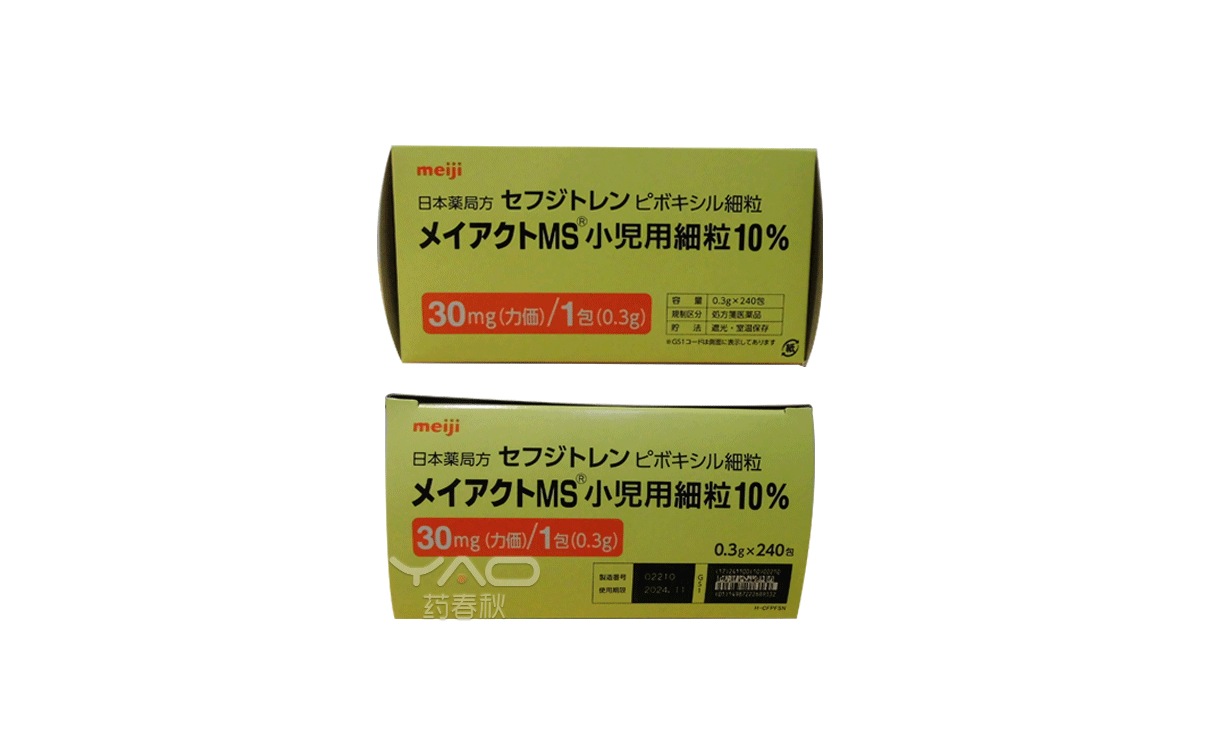 meiji
日本薬局方 セフジトレン ピボキシル細粒
メイアクトMS® 小児用細粒10%
30mg(力価)/1包(0.3g)
容 量 0.3g×240包
規制区分 処方箋医薬品
貯 法 遮光・室温保存
※GS1コードは側面に表示してあります
紙
meiji
日本薬局方 セフジトレン ピボキシル細粒
メイアクトMS® 小児用細粒10%
30mg(力価)/1包(0.3g)
0.3g×240包
YAO
药春秋
製造番号 02210
使用期限 2024.11
GS1
(17)241100(10)02210
H-CFPFSN